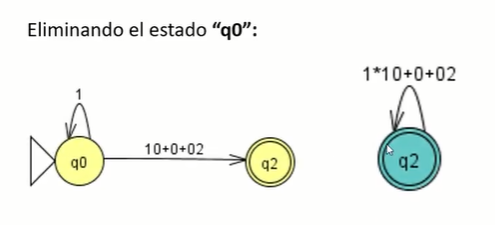 Eliminando el estado “q0”:
1*10+0+02
1
q0
10+0+02
q2
q2